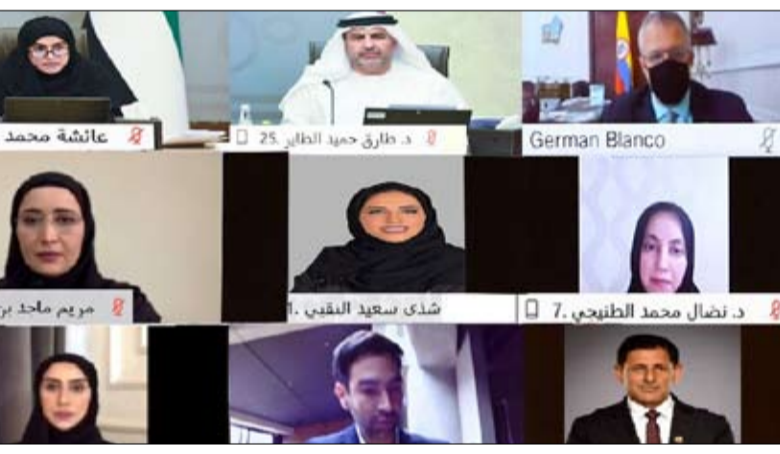 عائشة محمد
د. طارق حميد الطاير .25
German Blanco
مريم ماجد بن
شذى سعيد النقبي .1
د. نضال محمد الطنيجي .7